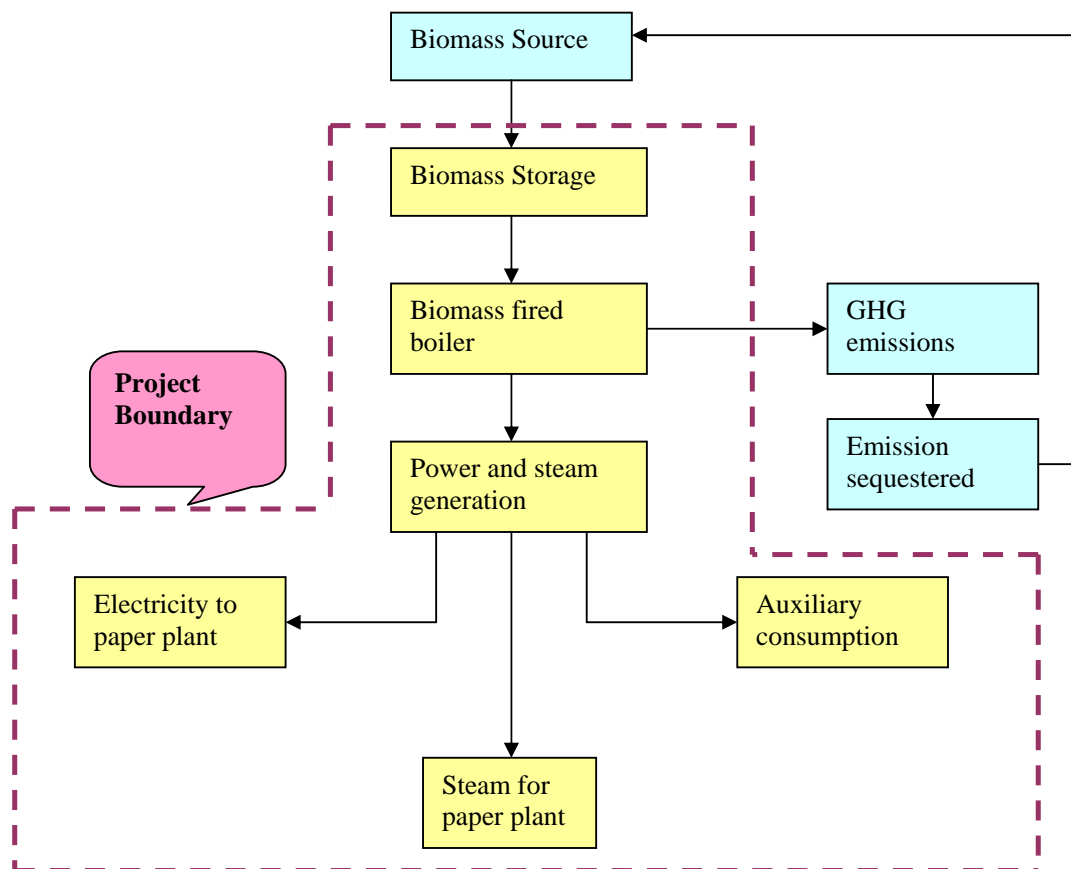 Biomass Source
Biomass Storage
Biomass fired
boiler
GHG
emissions
Project
Boundary
Emission
sequestered
Power and steam
generation
Electricity to
paper plant
Auxiliary
consumption
Steam for
paper plant